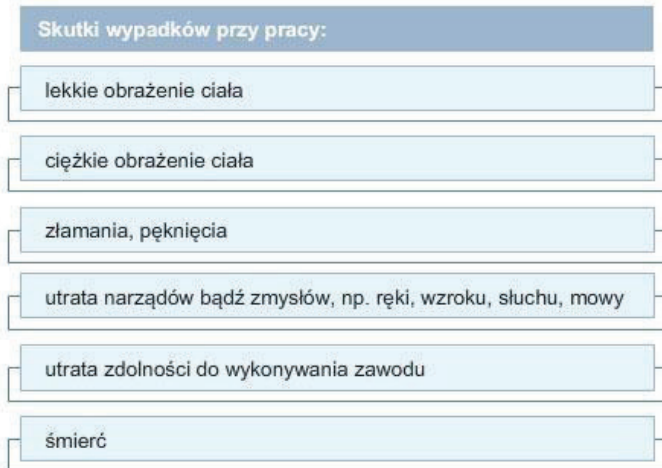 Skutki wypadków przy pracy:
lekkie obrażenie ciała
ciężkie obrażenie ciała
złamania, pęknięcia
utrata narządów bądź zmysłów, np. ręki, wzroku, słuchu, mowy
utrata zdolności do wykonywania zawodu
śmierć